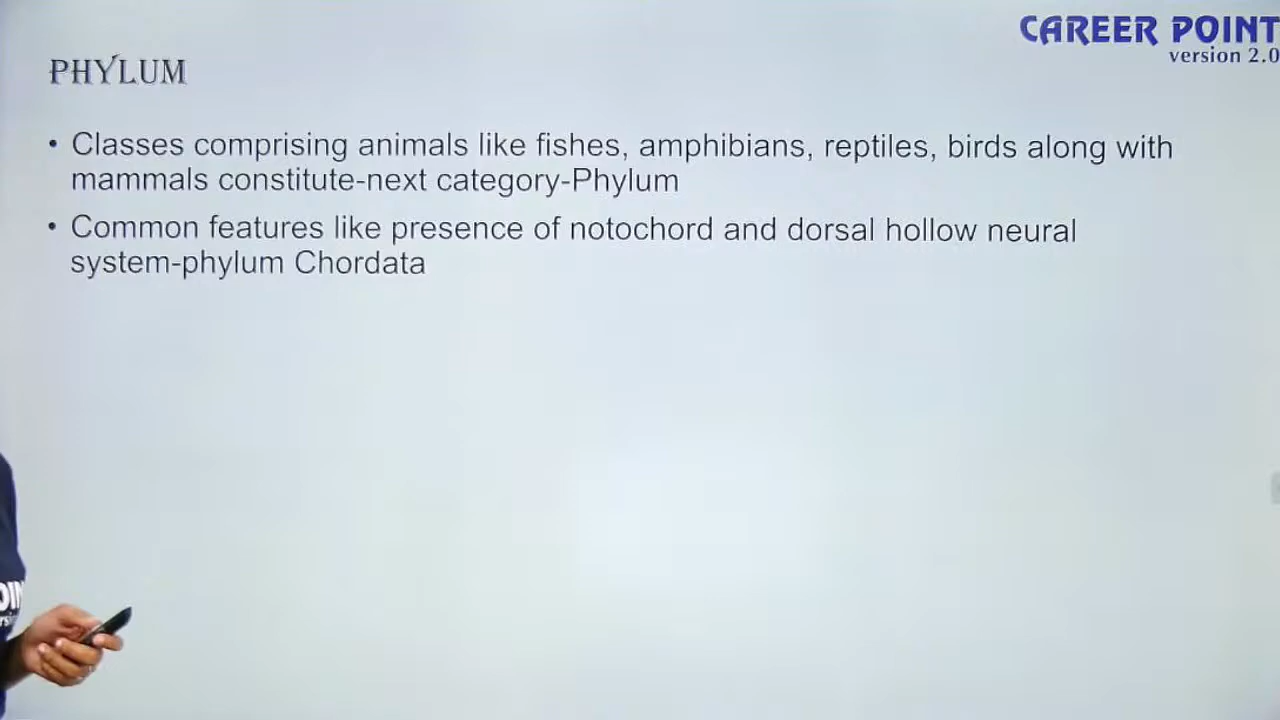 CAREER POINT
version 2.0
PHYLUM
• Classes comprising animals like fishes, amphibians, reptiles, birds along with
mammals constitute-next category-Phylum
• Common features like presence of notochord and dorsal hollow neural
system-phylum Chordata